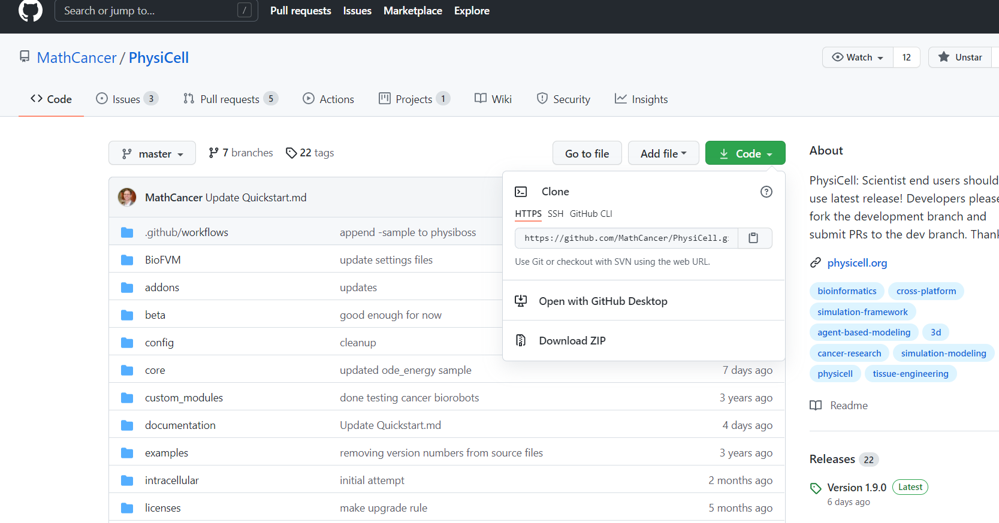 Search or jump to... /
Pull requests Issues Marketplace Explore
MathCancer / PhysiCell
Watch 12 Unstar
Code Issues 3 Pull requests 5 Actions Projects 1 Wiki Security Insights
master 7 branches 22 tags
Go to file Add file Code
Clone
HTTPS SSH GitHub CLI
https://github.com/MathCancer/PhysiCell.g
Use Git or checkout with SVN using the web URL.
Open with GitHub Desktop
Download ZIP
MathCancer Update Quickstart.md
.github/workflows append -sample to physiboss
BioFVM update settings files
addons updates
beta good enough for now
config cleanup
core updated ode_energy sample 7 days ago
custom_modules done testing cancer biorobots 3 years ago
documentation Update Quickstart.md 4 days ago
examples removing version numbers from source files 3 years ago
intracellular initial attempt 2 months ago
licenses make upgrade rule 5 months ago
About
PhysiCell: Scientist end users should
use latest release! Developers please
fork the development branch and
submit PRs to the dev branch. Thank
physicell.org
bioinformatics cross-platform
simulation-framework
agent-based-modeling 3d
cancer-research simulation-modeling
physicell tissue-engineering
Readme
Releases 22
Version 1.9.0 Latest
6 days ago